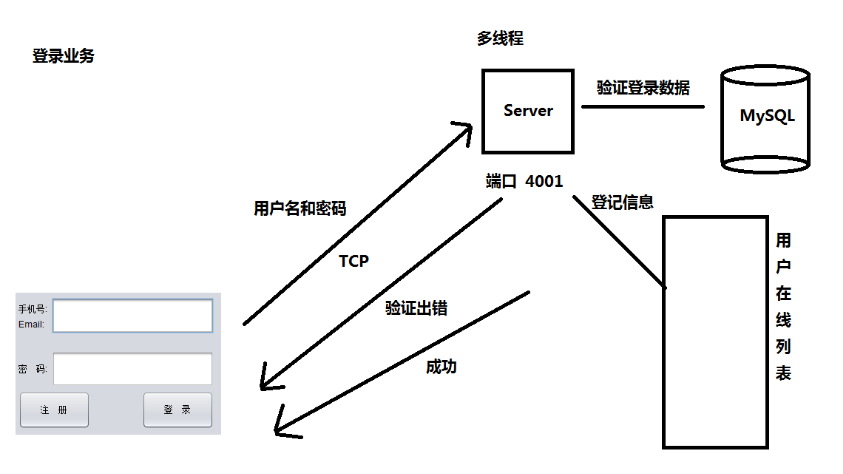 登录业务
多线程
Server
验证登录数据
MySQL
端口 4001
登记信息
用户名和密码
TCP
验证出错
成功
用户在线列表
手机号:
Email:
密 码:
注 册
登 录